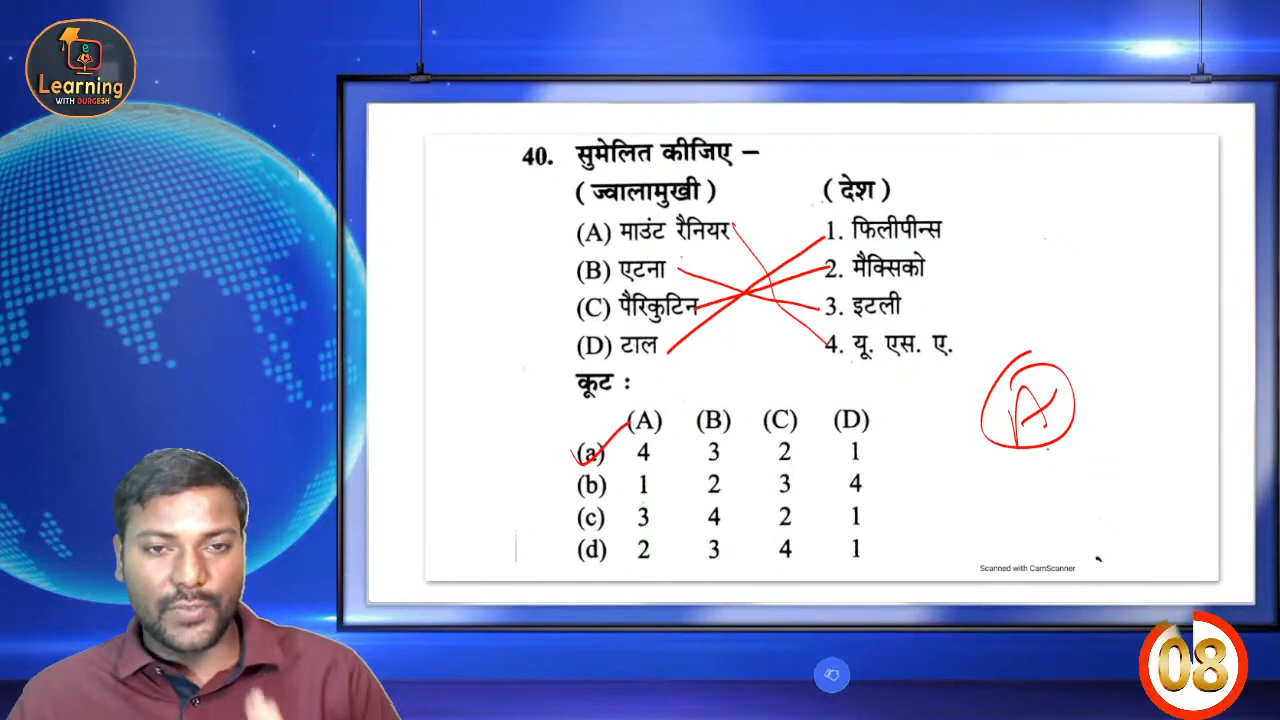 e
Learning
WITH DURGESH
40. सुमेलित कीजिए –
(ज्वालामुखी) (देश)
(A) माउंट रैनियर 1. फिलीपीन्स
(B) एटना 2. मैक्सिको
(C) पैरिकुटिन 3. इटली
(D) टाल 4. यू. एस. ए.
कूट :
(A) (B) (C) (D)
(a) 4 3 2 1
(b) 1 2 3 4
(c) 3 4 2 1
(d) 2 3 4 1
A
Scanned with CamScanner
08